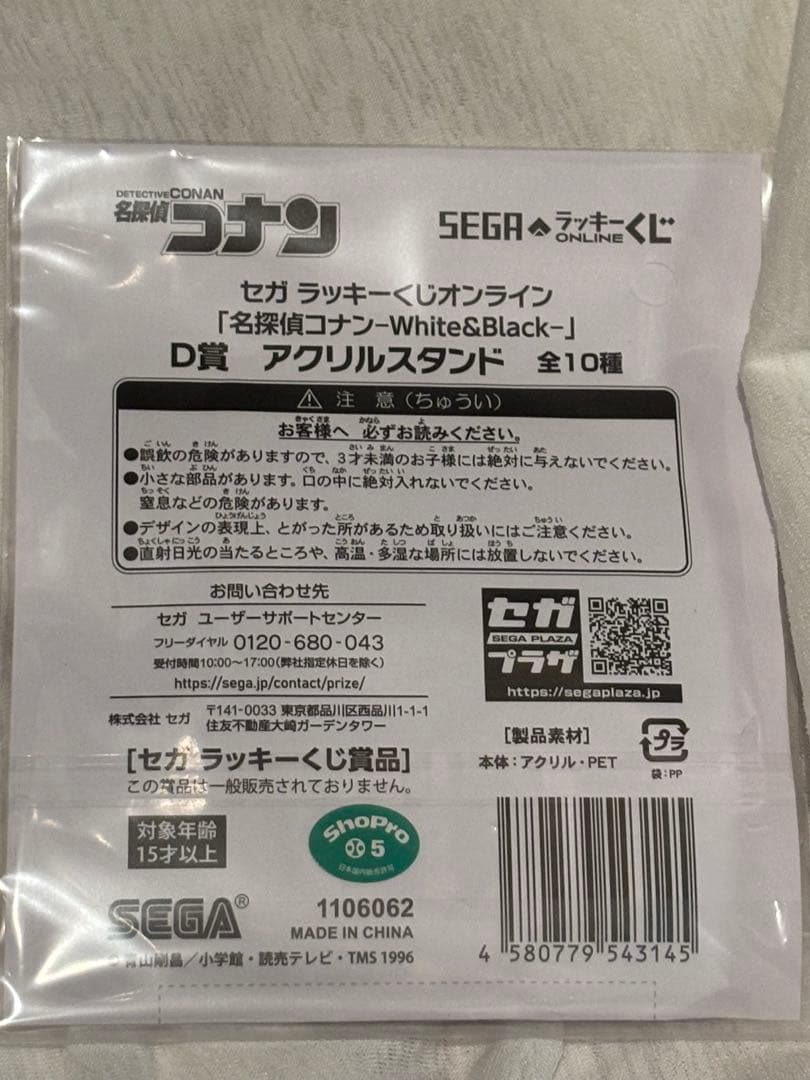 DETECTIVE CONAN
名探偵コナン
SEGA ラッキーくじ ONLINE
セガ ラッキーくじオンライン
「名探偵コナン–White&Black–」
D賞 アクリルスタンド 全10種
注 意(ちゅうい)
お客様へ 必ずお読みください。
●誤飲の危険がありますので、3才未満のお子様には絶対に与えないでください。
●小さな部品があります。口の中に絶対入れないでください。
窒息などの危険があります。
●デザインの表現上、とがった所があるため取り扱いにはご注意ください。
●直射日光の当たるところや、高温・多湿な場所には放置しないでください。
お問い合わせ先
セガ ユーザーサポートセンター
フリーダイヤル 0120-680-043
受付時間10:00〜17:00(弊社指定休日を除く)
https://sega.jp/contact/prize/
株式会社 セガ 〒141-0033 東京都品川区西品川1-1-1
住友不動産大崎ガーデンタワー
セガ
SEGA PLAZA
プラザ
https://segaplaza.jp
[セガ ラッキーくじ賞品]
この賞品は一般販売されておりません。
[製品素材]
本体:アクリル・PET
プラ
袋:PP
対象年齢
15才以上
ShoPro
5
日本国内販売許可
SEGA®
1106062
MADE IN CHINA
© 青山剛昌/小学館・読売テレビ・TMS 1996
4 580779 543145